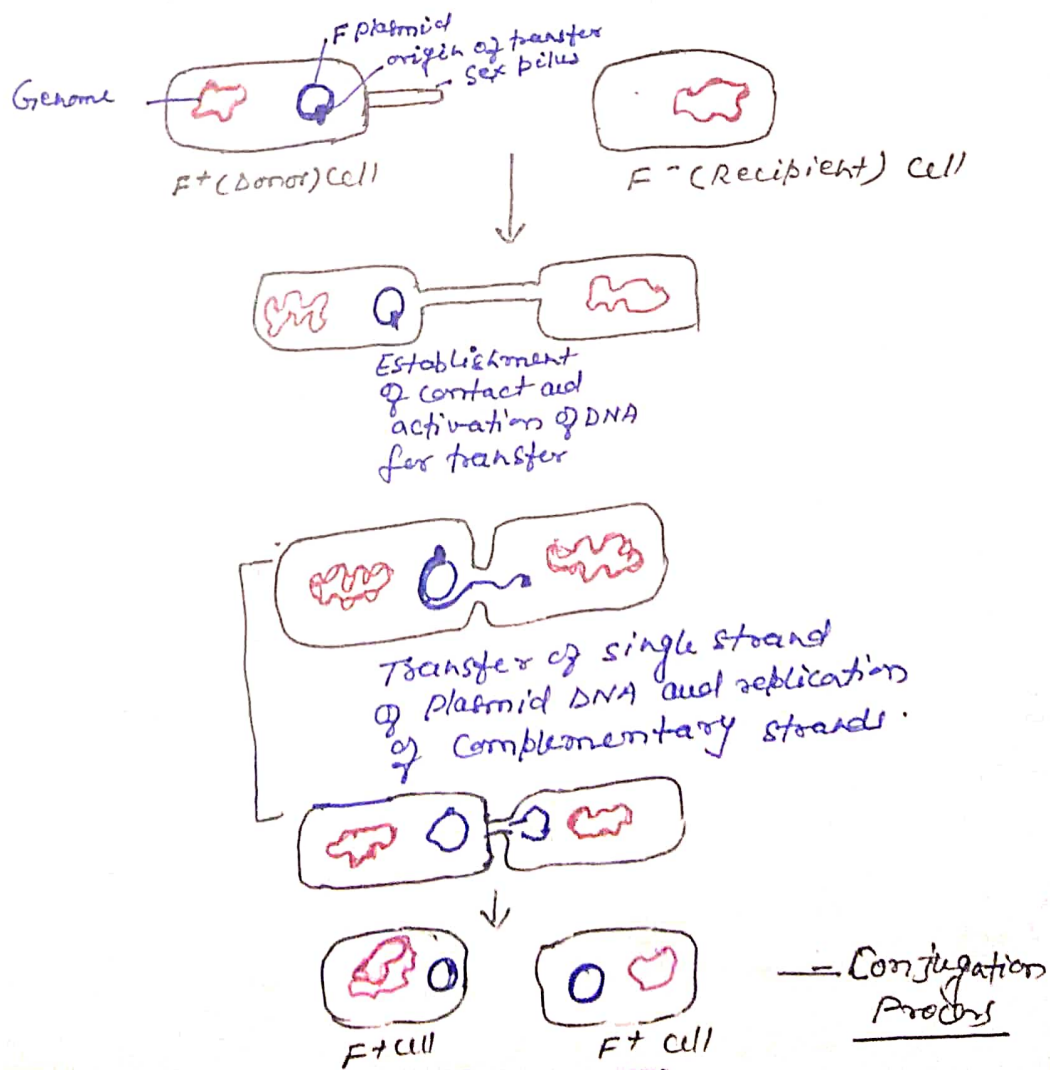 F plasmid
origin of transfer
sex pilus
Genome
F+ (Donor) Cell
F - (Recipient) Cell
Establishment
of contact and
activation of DNA
for transfer
Transfer of single strand
of Plasmid DNA and replication
of Complementary strands.
F+ Cell
F+ Cell
- Conjugation
Process